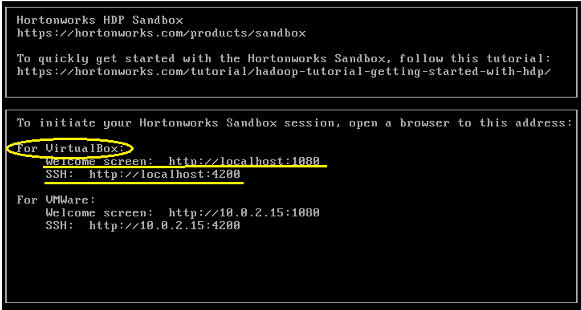 Hortonworks HDP Sandbox
https://hortonworks.com/products/sandbox
To quickly get started with the Hortonworks Sandbox, follow this tutorial:
https://hortonworks.com/tutorial/hadoop-tutorial-getting-started-with-hdp/
To initiate your Hortonworks Sandbox session, open a browser to this address:
For VirtualBox:
Welcome screen: http://localhost:1080
SSH: http://localhost:4200
For VMWare:
Welcome screen: http://10.0.2.15:1080
SSH: http://10.0.2.15:4200